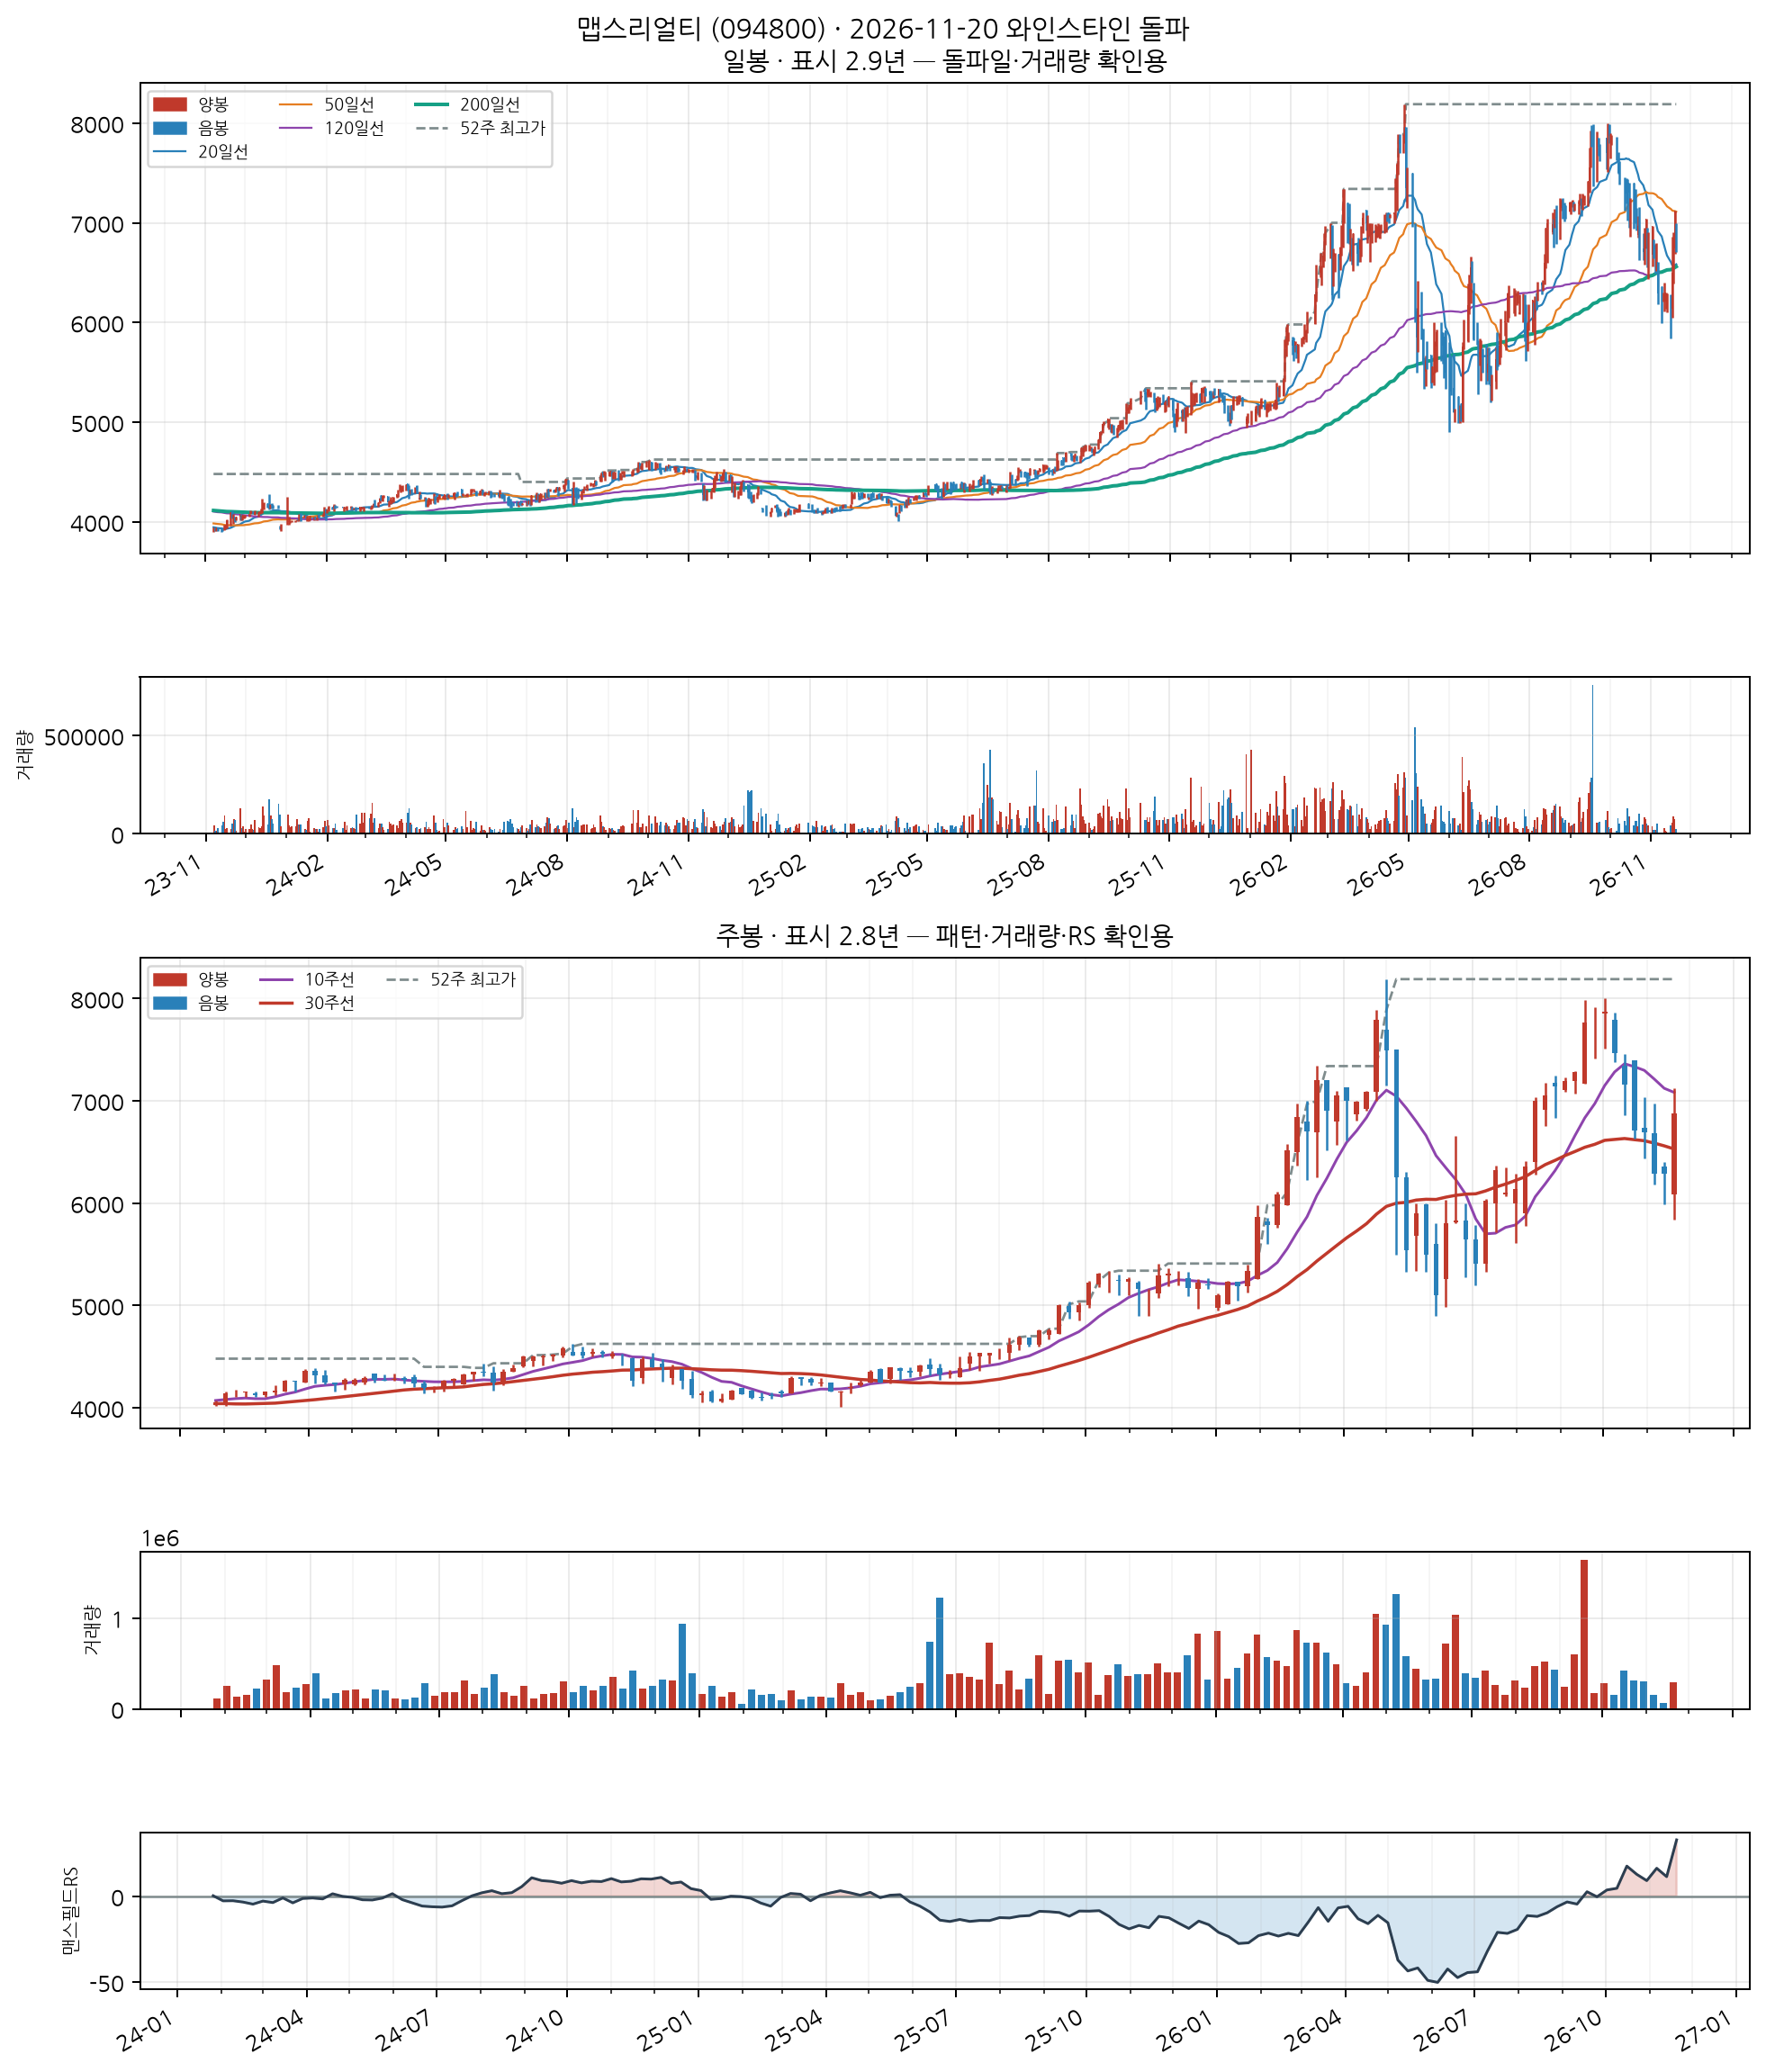 맵스리얼티 (094800) · 2026-11-20 와인스타인 돌파
일봉 · 표시 2.9년 — 돌파일·거래량 확인용
양봉 50일선 200일선
음봉 120일선 52주 최고가
20일선
8000
7000
6000
5000
4000
거래량
500000
0
23-11 24-02 24-05 24-08 24-11 25-02 25-05 25-08 25-11 26-02 26-05 26-08 26-11
주봉 · 표시 2.8년 — 패턴·거래량·RS 확인용
양봉 10주선 52주 최고가
음봉 30주선
8000
7000
6000
5000
4000
1e6
거래량
1
0
맨스필드RS
0
-50
24-01 24-04 24-07 24-10 25-01 25-04 25-07 25-10 26-01 26-04 26-07 26-10 27-01